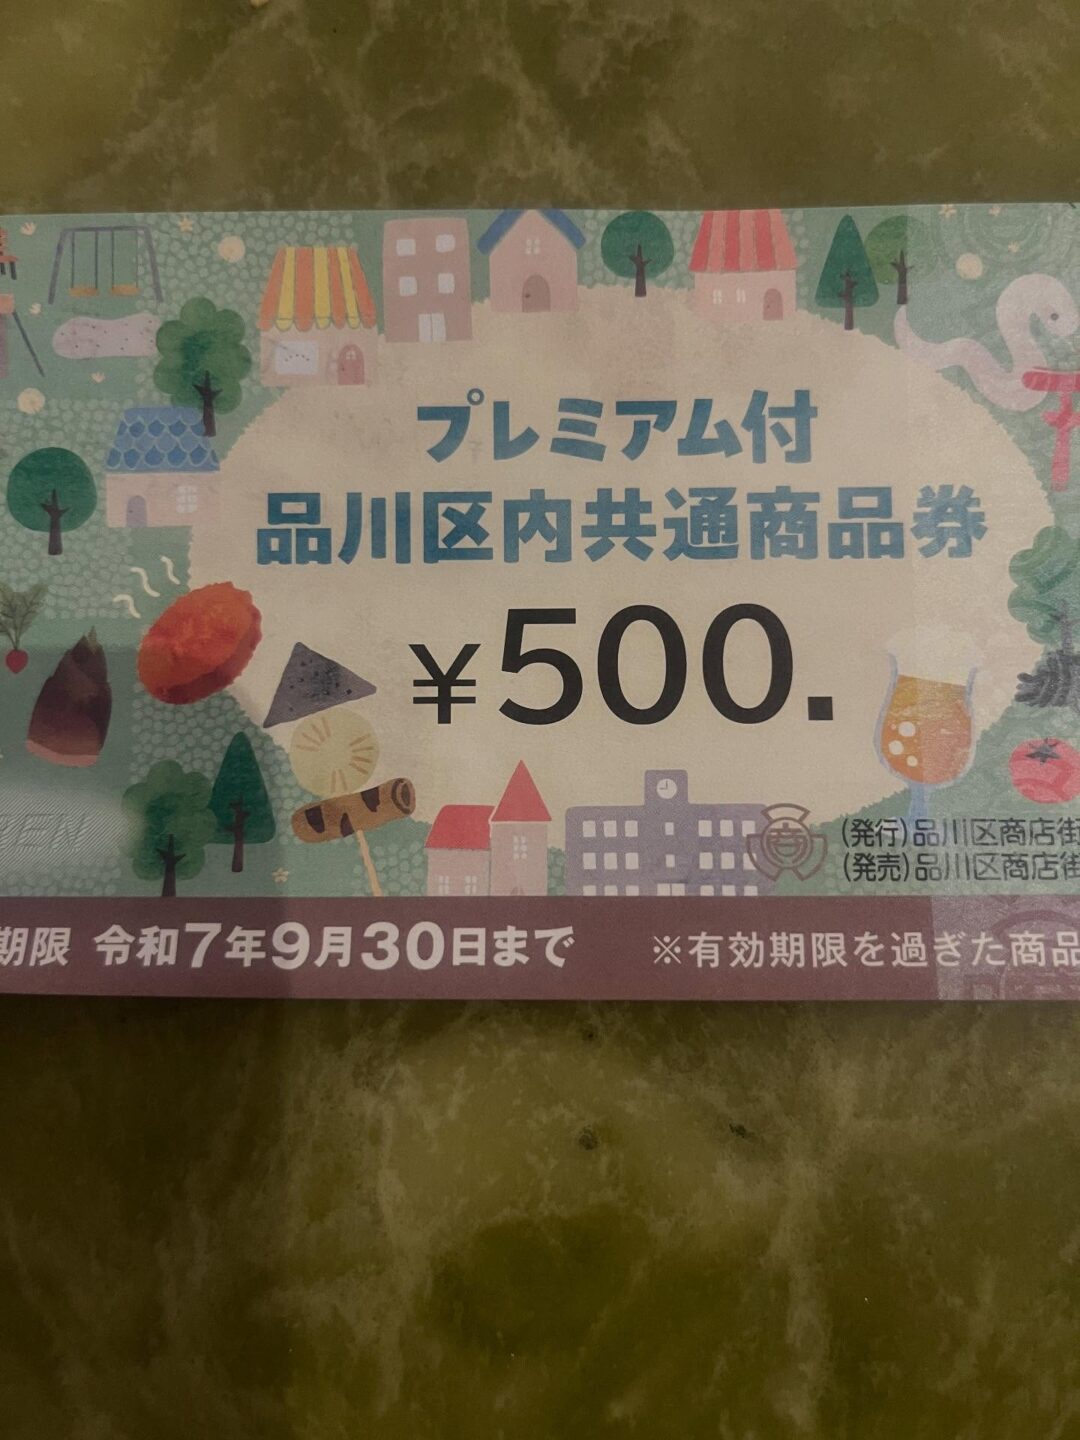 プレミアム付
品川区内共通商品券
¥500.
(発行)品川区商店街
(発売)品川区商店街
期限 令和7年9月30日まで ※有効期限を過ぎた商品